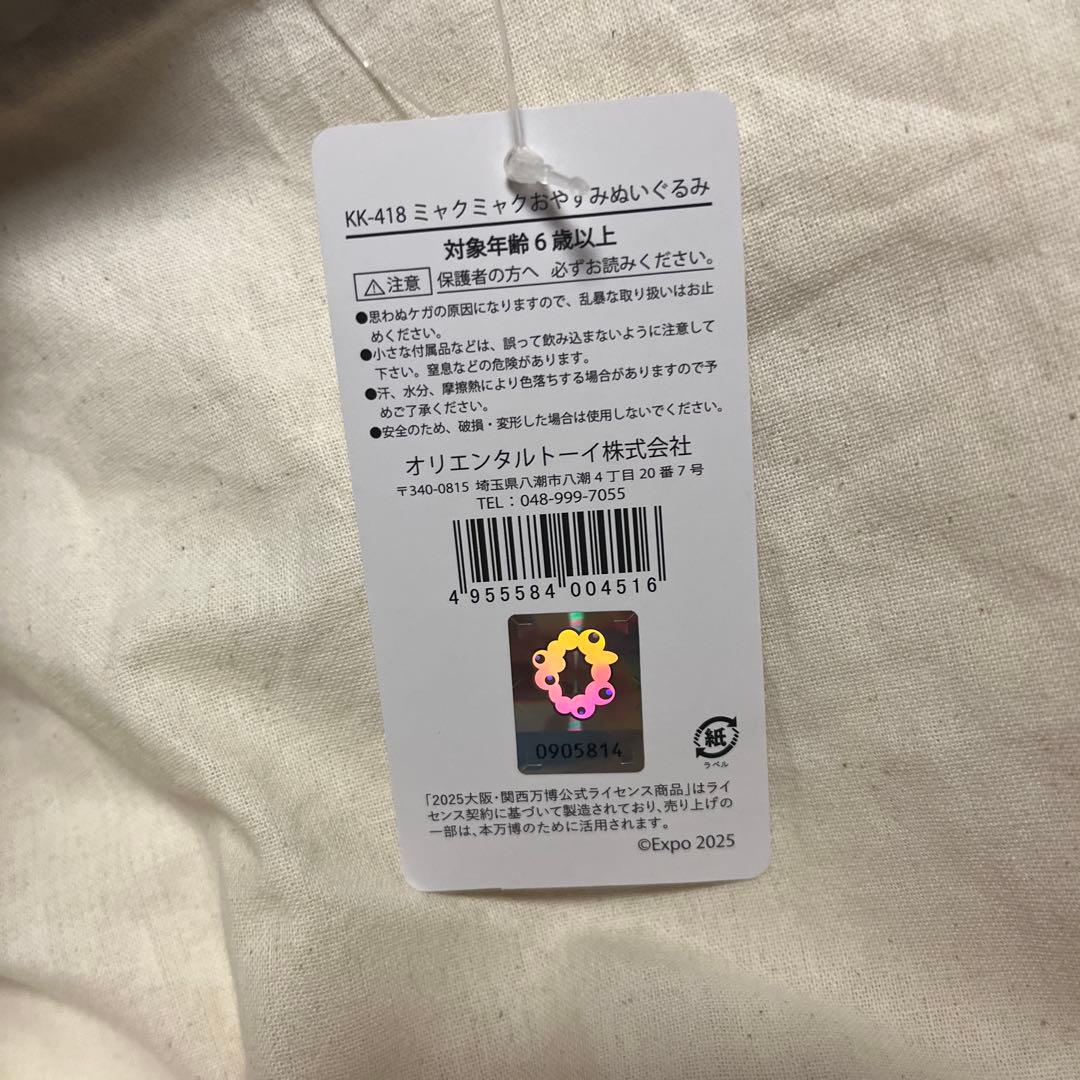 KK-418 ミャクミャクおやすみぬいぐるみ
対象年齢6歳以上
⚠注意 保護者の方へ 必ずお読みください。
●思わぬケガの原因になりますので、乱暴な取り扱いはお止
めください。
●小さな付属品などは、誤って飲み込まないように注意して
下さい。窒息などの危険があります。
●汗、水分、摩擦熱により色落ちする場合がありますので予
めご了承ください。
●安全のため、破損・変形した場合は使用しないでください。
オリエンタルトーイ株式会社
〒340-0815 埼玉県八潮市八潮4丁目20番7号
TEL：048-999-7055
4 955584 004516
0905814
紙
ラベル
「2025大阪・関西万博公式ライセンス商品」はライ
センス契約に基づいて製造されており、売り上げの
一部は、本万博のために活用されます。
©Expo 2025